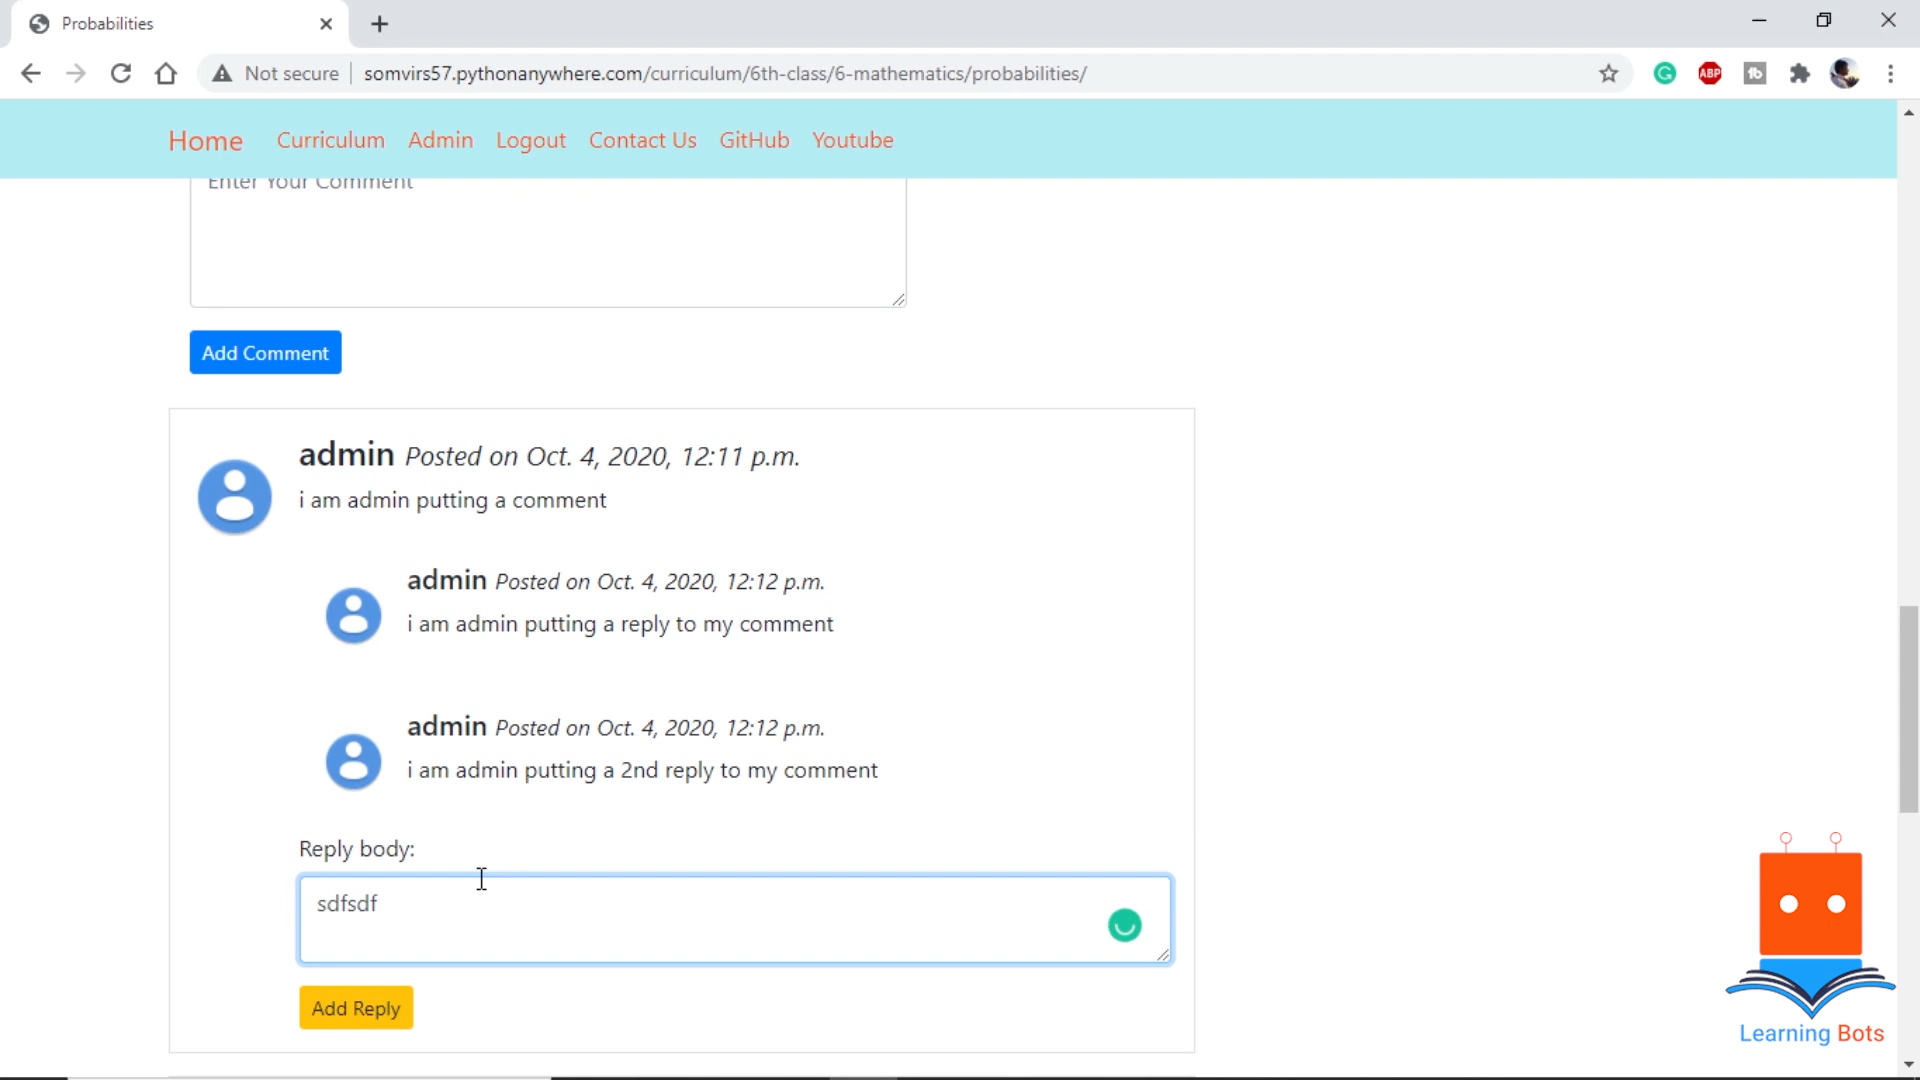 Probabilities
Not secure somvirs57.pythonanywhere.com/curriculum/6th-class/6-mathematics/probabilities/
ABP
Home Curriculum Admin Logout Contact Us GitHub Youtube
Enter Your Comment
Add Comment
admin Posted on Oct. 4, 2020, 12:11 p.m.
i am admin putting a comment
admin Posted on Oct. 4, 2020, 12:12 p.m.
i am admin putting a reply to my comment
admin Posted on Oct. 4, 2020, 12:12 p.m.
i am admin putting a 2nd reply to my comment
Reply body:
sdfsdf
Add Reply
Learning Bots